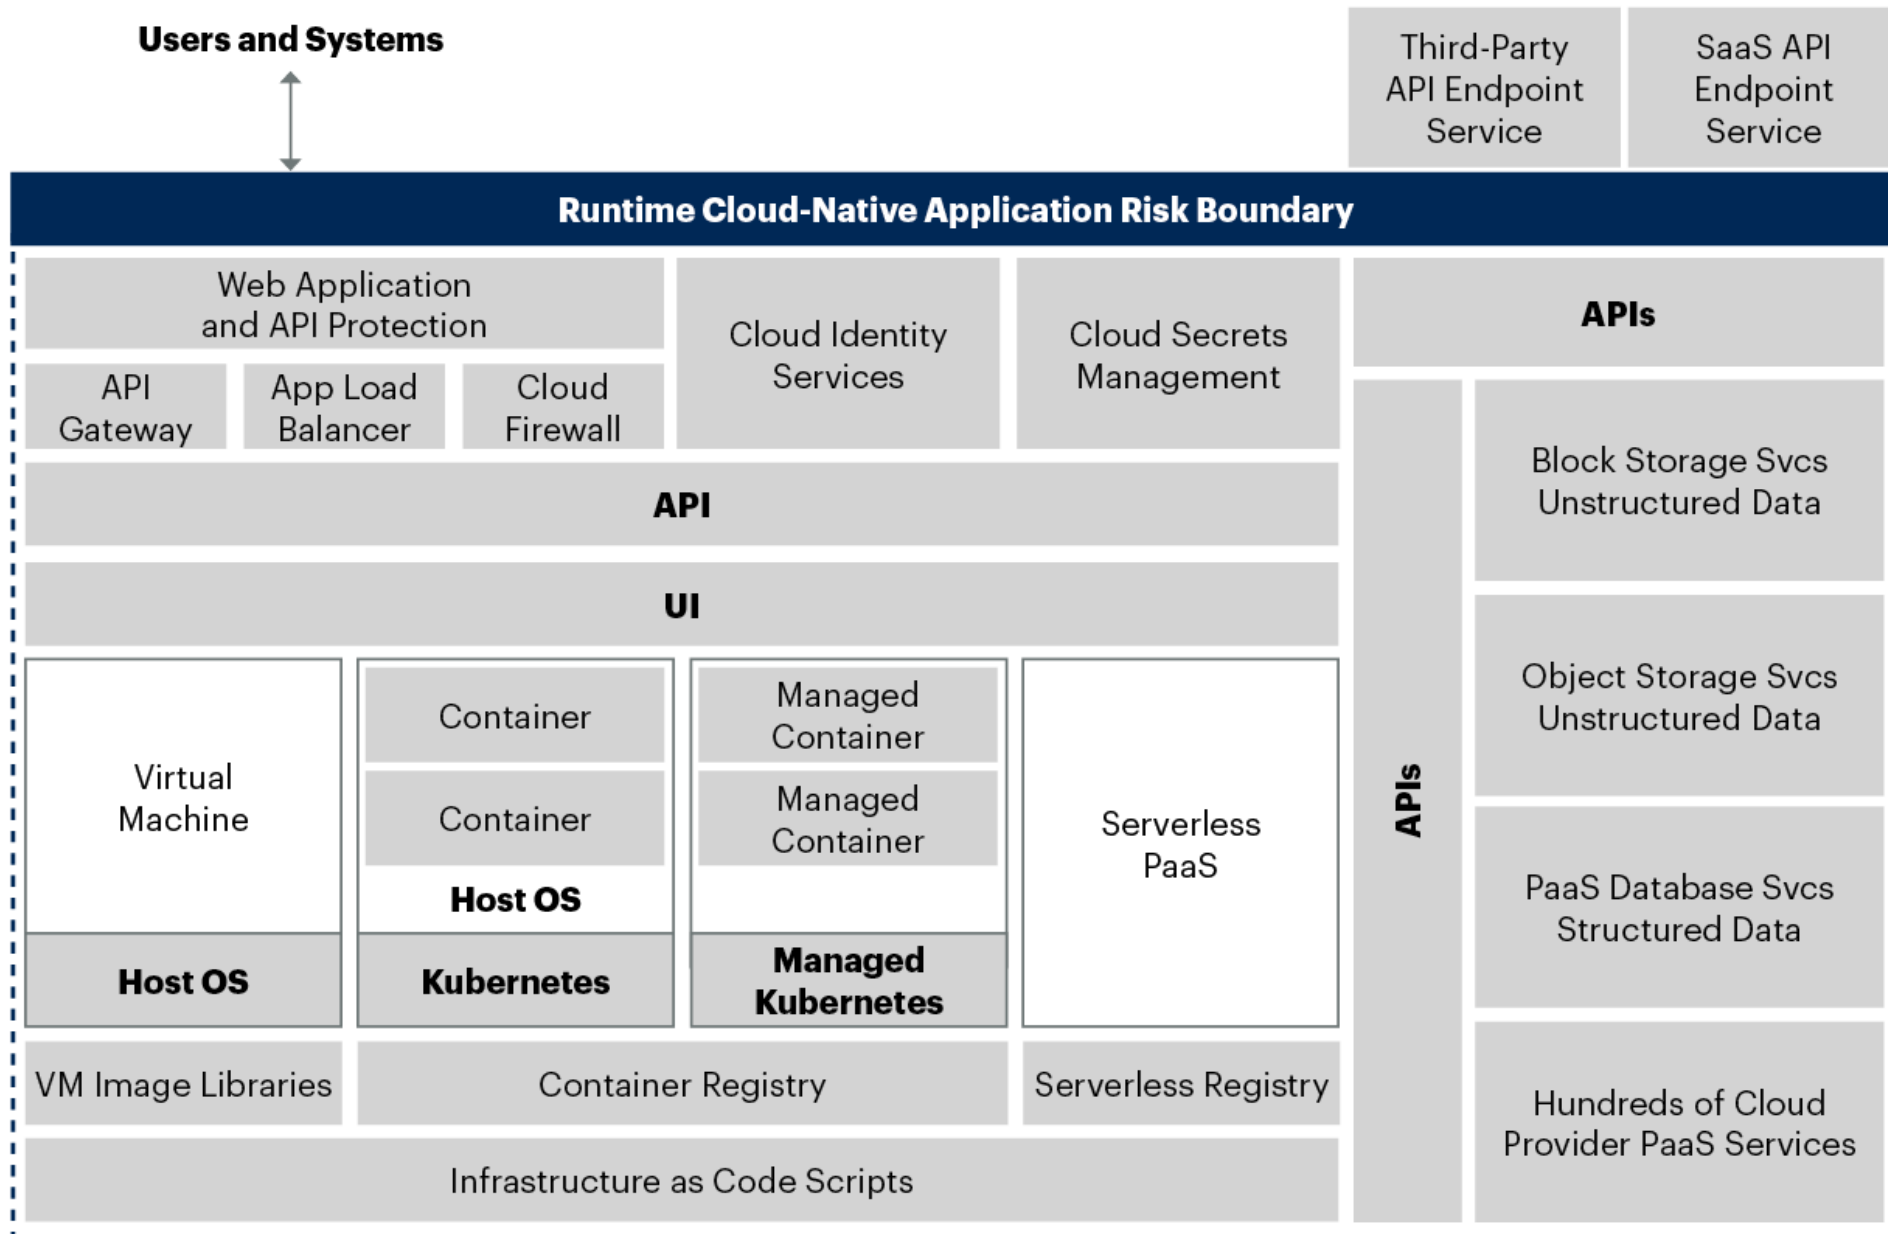 Users and Systems
Third-Party
API Endpoint
Service
SaaS API
Endpoint
Service
Runtime Cloud-Native Application Risk Boundary
Web Application
and API Protection
Cloud Identity
Services
Cloud Secrets
Management
APIs
API
Gateway
App Load
Balancer
Cloud
Firewall
API
UI
Virtual
Machine
Host OS
Container
Container
Host OS
Kubernetes
Managed
Container
Managed
Container
Managed
Kubernetes
Serverless
PaaS
VM Image Libraries
Container Registry
Serverless Registry
Infrastructure as Code Scripts
APIs
Block Storage Svcs
Unstructured Data
Object Storage Svcs
Unstructured Data
PaaS Database Svcs
Structured Data
Hundreds of Cloud
Provider PaaS Services